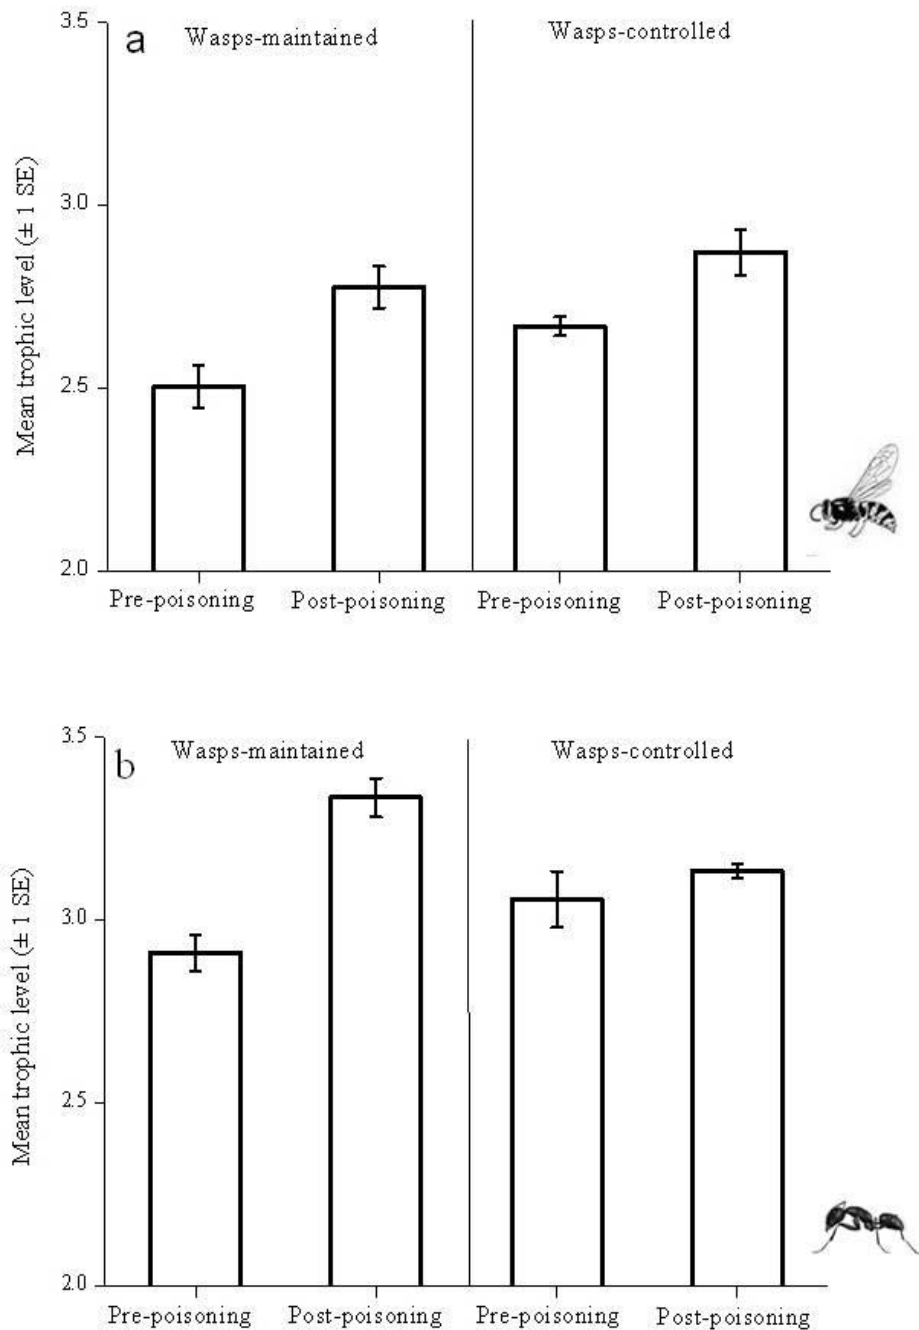 a
Wasps-maintained
Wasps-controlled
Mean trophic level (± 1 SE)
3.5
3.0
2.5
2.0
Pre-poisoning
Post-poisoning
Pre-poisoning
Post-poisoning
b
Wasps-maintained
Wasps-controlled
Mean trophic level (± 1 SE)
3.5
3.0
2.5
2.0
Pre-poisoning
Post-poisoning
Pre-poisoning
Post-poisoning